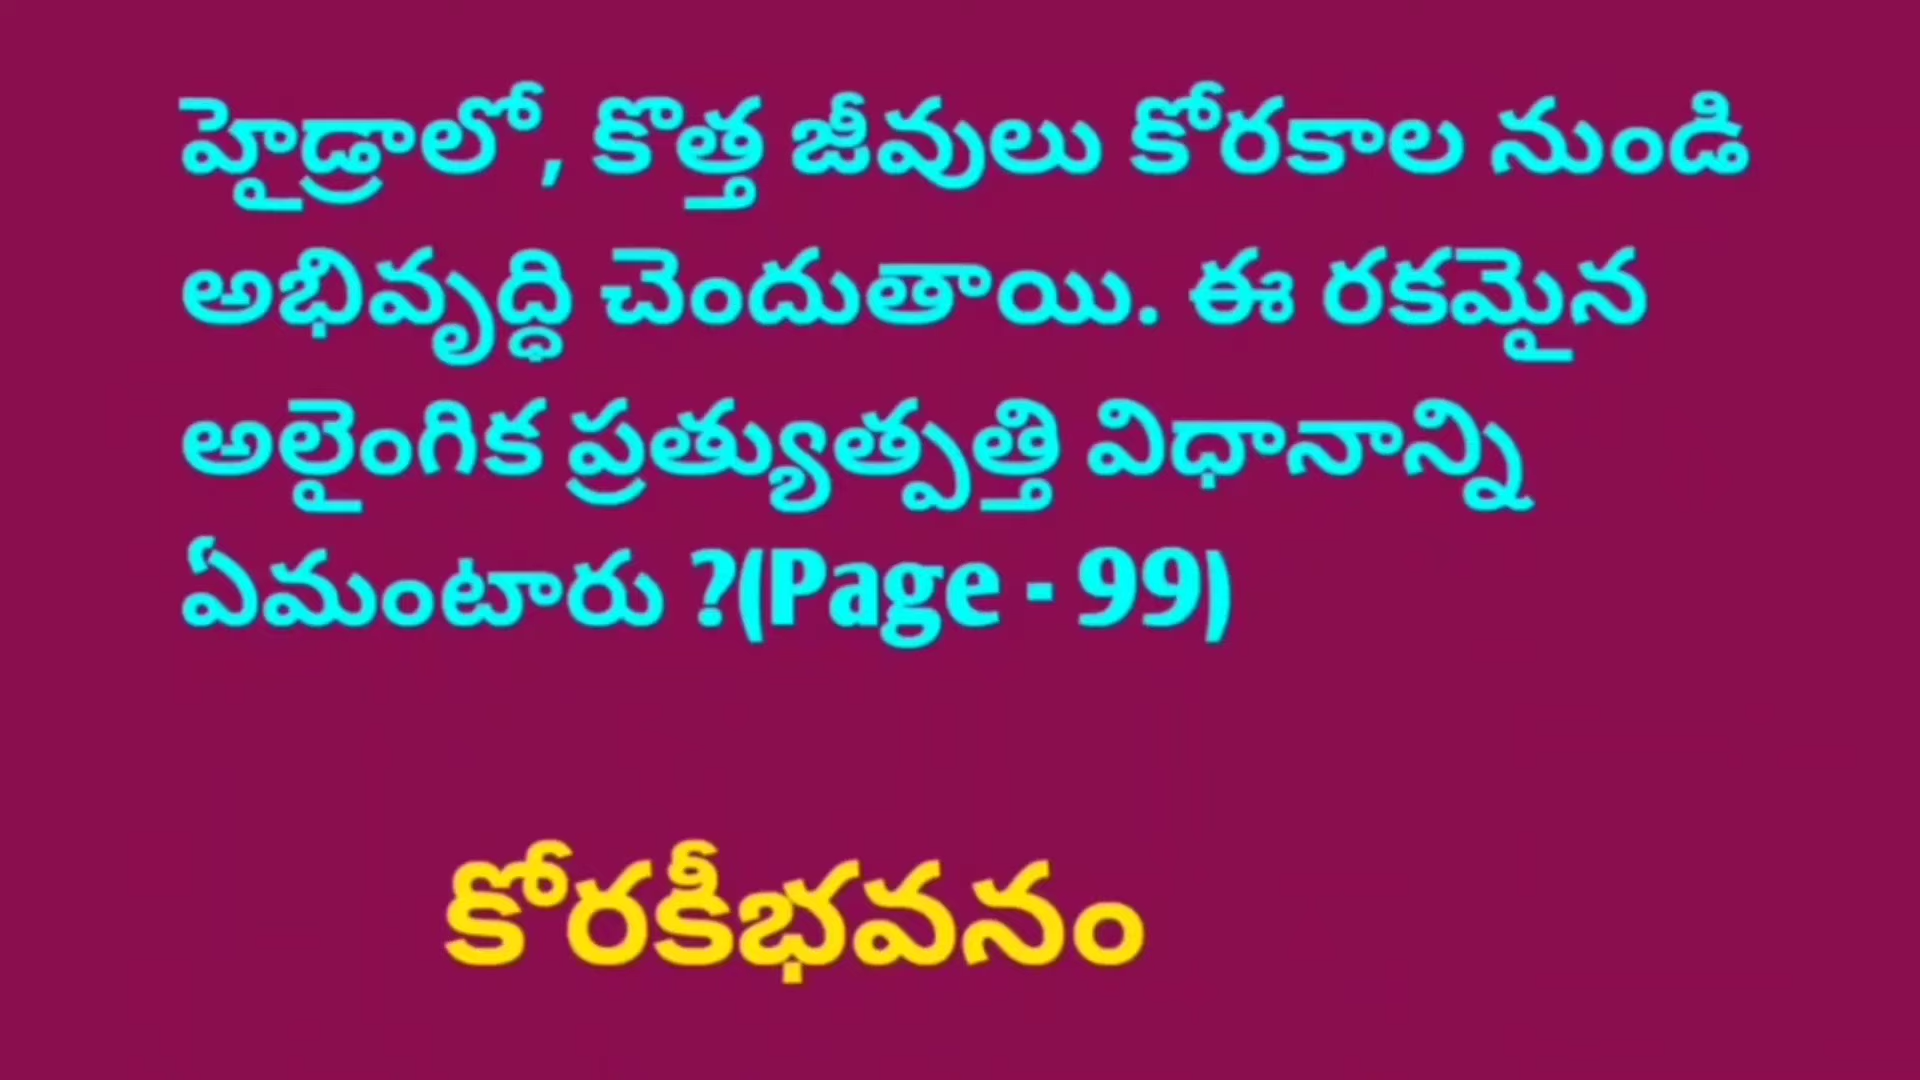 హైడ్రాలో, కొత్త జీవులు కోరకాల నుండి
అభివృద్ధి చెందుతాయి. ఈ రకమైన
అలైంగిక ప్రత్యుత్పత్తి విధానాన్ని
ఏమంటారు ?(Page - 99)
కోరకీభవనం